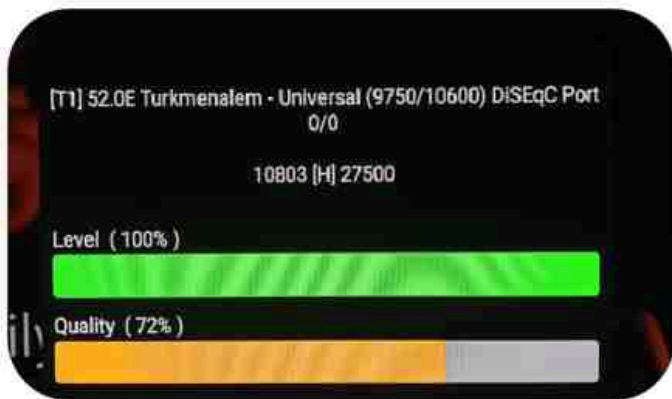 [T1] 52.0E Turkmenalem - Universal (9750/10600) DiSEqC Port
0/0
10803 [H] 27500
Level ( 100% )
Quality ( 72% )